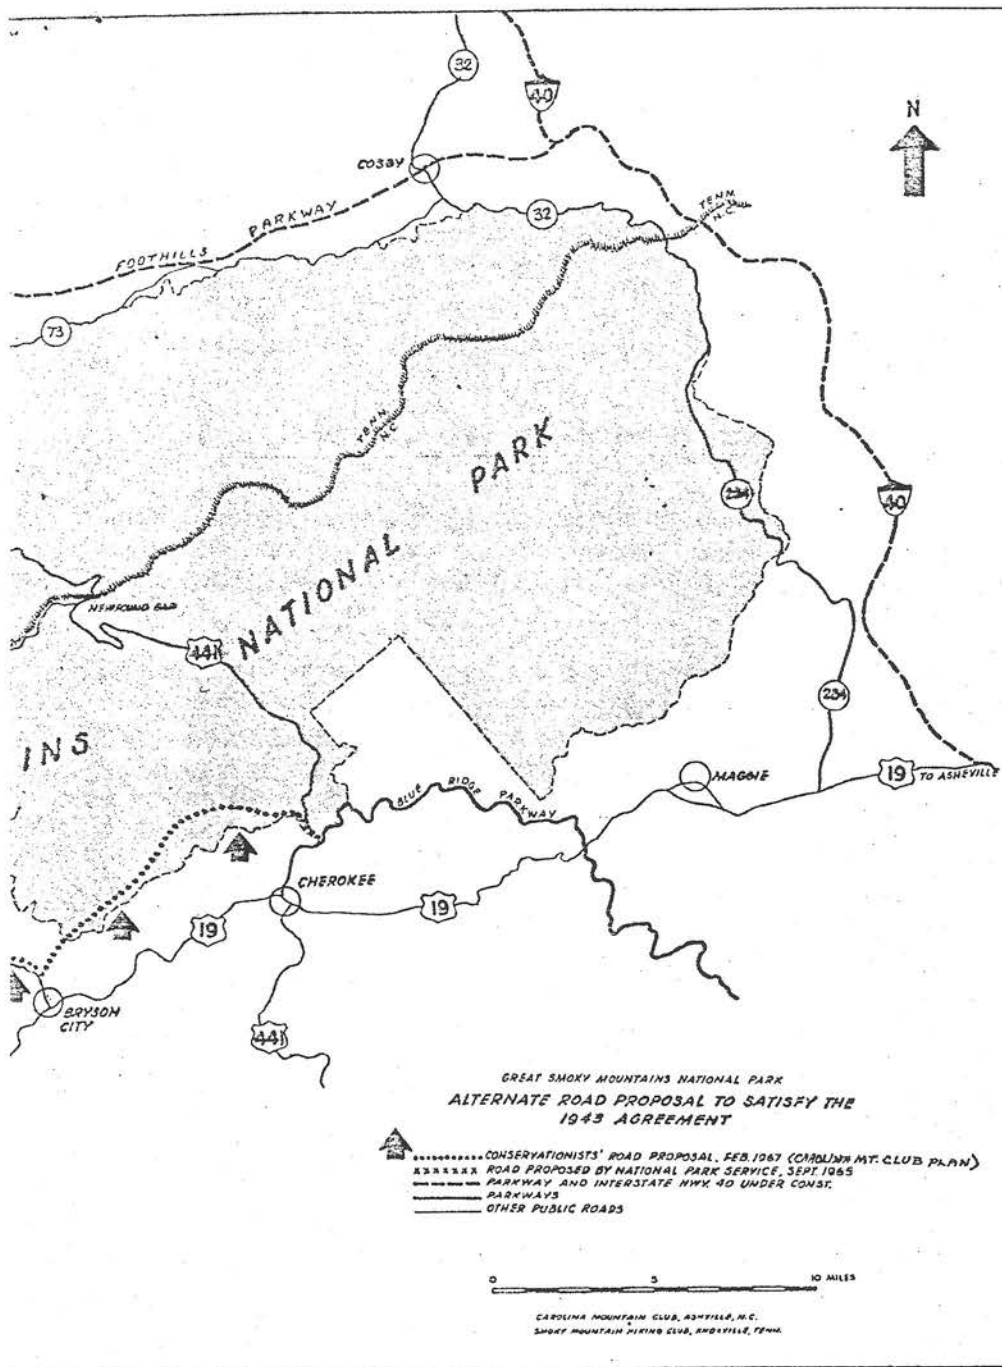 32
40
N
COSBY
TENN.
N.C.
32
FOOTHILLS PARKWAY
73
TENN.
N.C.
PARK
234
40
NATIONAL
NEWFOUND GAP
441
234
INS
MAGGIE
19 TO ASHEVILLE
BLUE RIDGE PARKWAY
CHEROKEE
19
19
BRYSON
CITY
441
GREAT SMOKY MOUNTAINS NATIONAL PARK
ALTERNATE ROAD PROPOSAL TO SATISFY THE
1943 AGREEMENT
CONSERVATIONISTS' ROAD PROPOSAL, FEB. 1967 (CAROLINA MT. CLUB PLAN)
ROAD PROPOSED BY NATIONAL PARK SERVICE, SEPT. 1965
PARKWAY AND INTERSTATE HWY. 40 UNDER CONST.
PARKWAYS
OTHER PUBLIC ROADS
0 5 10 MILES
CAROLINA MOUNTAIN CLUB, ASHVILLE, N.C.
SMOKY MOUNTAIN HIKING CLUB, KNOXVILLE, TENN.